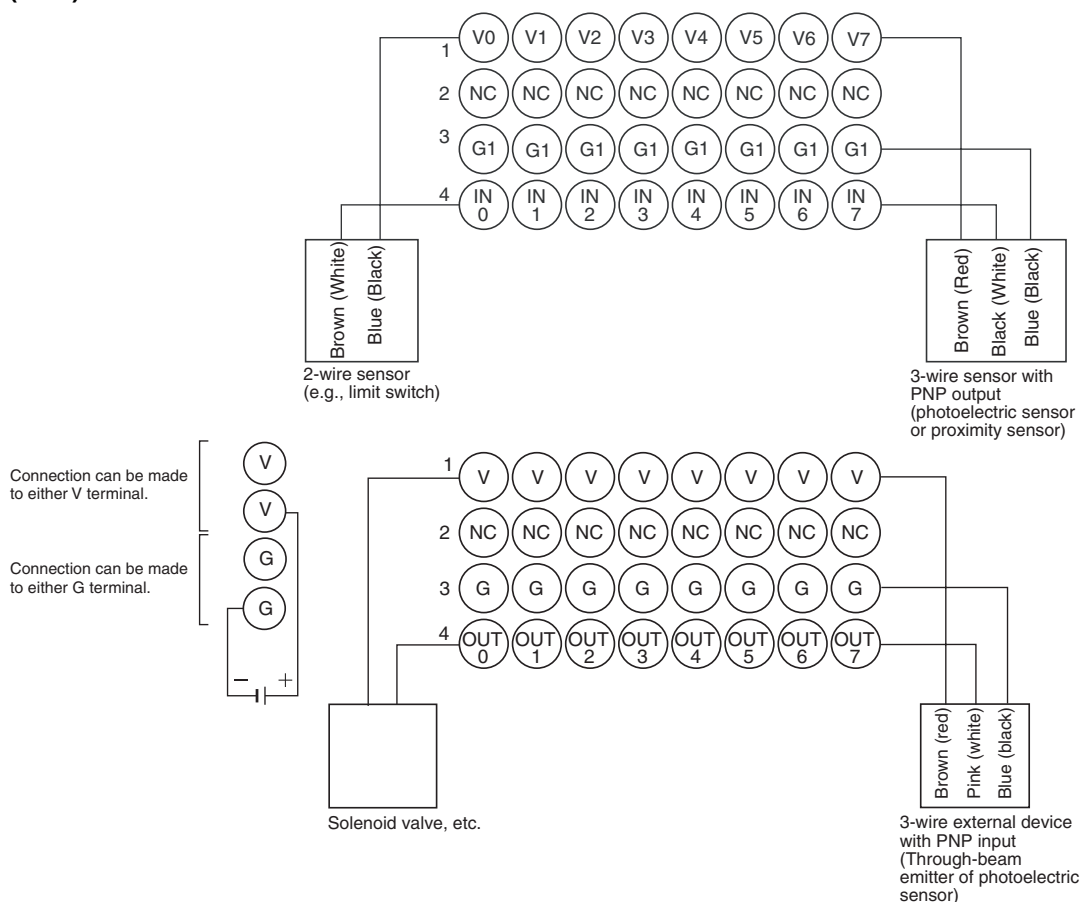 1 V0 V1 V2 V3 V4 V5 V6 V7
2 NC NC NC NC NC NC NC NC
3 G1 G1 G1 G1 G1 G1 G1 G1
4 IN 0 IN 1 IN 2 IN 3 IN 4 IN 5 IN 6 IN 7
Brown (White)
Blue (Black)
2-wire sensor
(e.g., limit switch)
Brown (Red)
Black (White)
Blue (Black)
3-wire sensor with
PNP output
(photoelectric sensor
or proximity sensor)
Connection can be made
to either V terminal.
V
V
Connection can be made
to either G terminal.
G
G
− +
1 V V V V V V V V
2 NC NC NC NC NC NC NC NC
3 G G G G G G G G
4 OUT 0 OUT 1 OUT 2 OUT 3 OUT 4 OUT 5 OUT 6 OUT 7
Solenoid valve, etc.
Brown (red)
Pink (white)
Blue (black)
3-wire external device
with PNP input
(Through-beam
emitter of photoelectric
sensor)